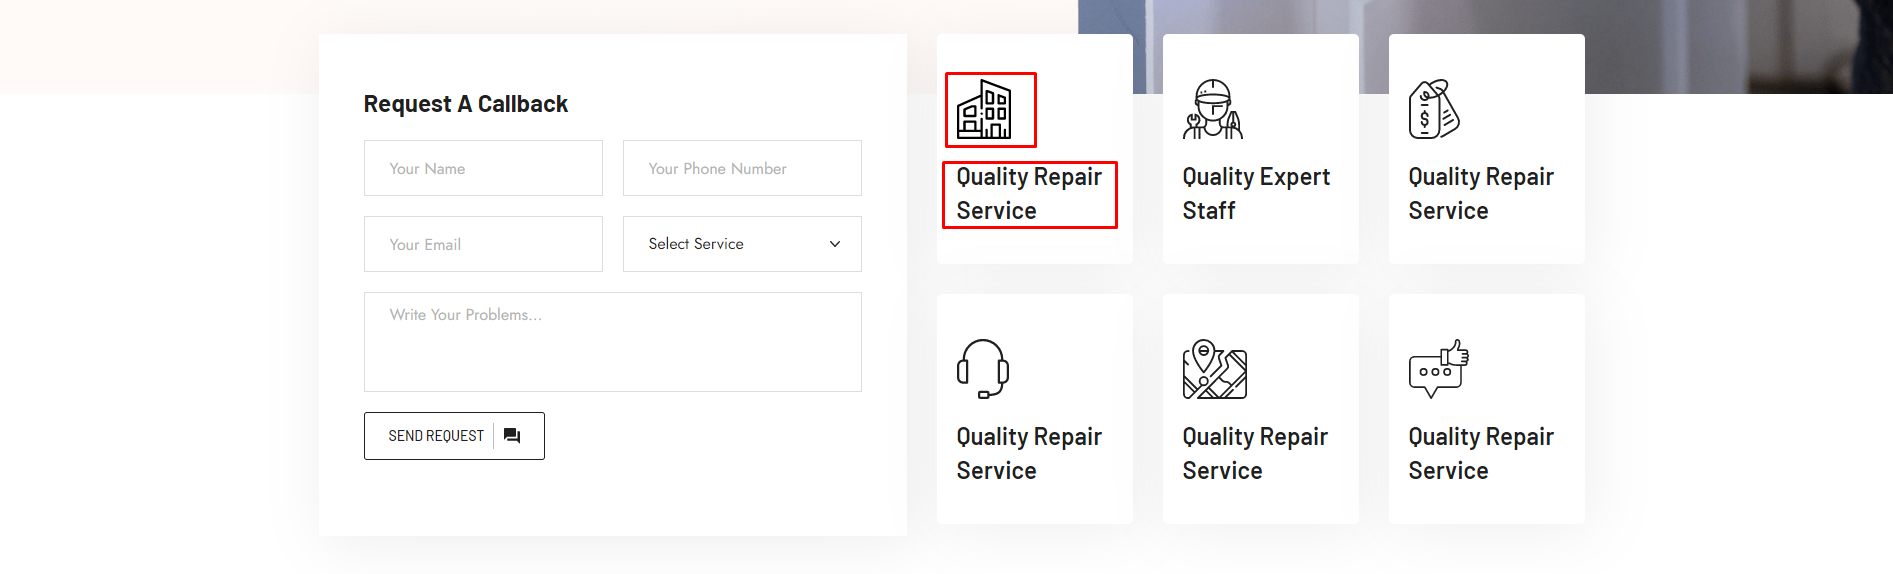 Request A Callback
Your Name
Your Phone Number
Your Email
Select Service
Write Your Problems...
SEND REQUEST
Quality Repair
Service
Quality Expert
Staff
Quality Repair
Service
Quality Repair
Service
Quality Repair
Service
Quality Repair
Service